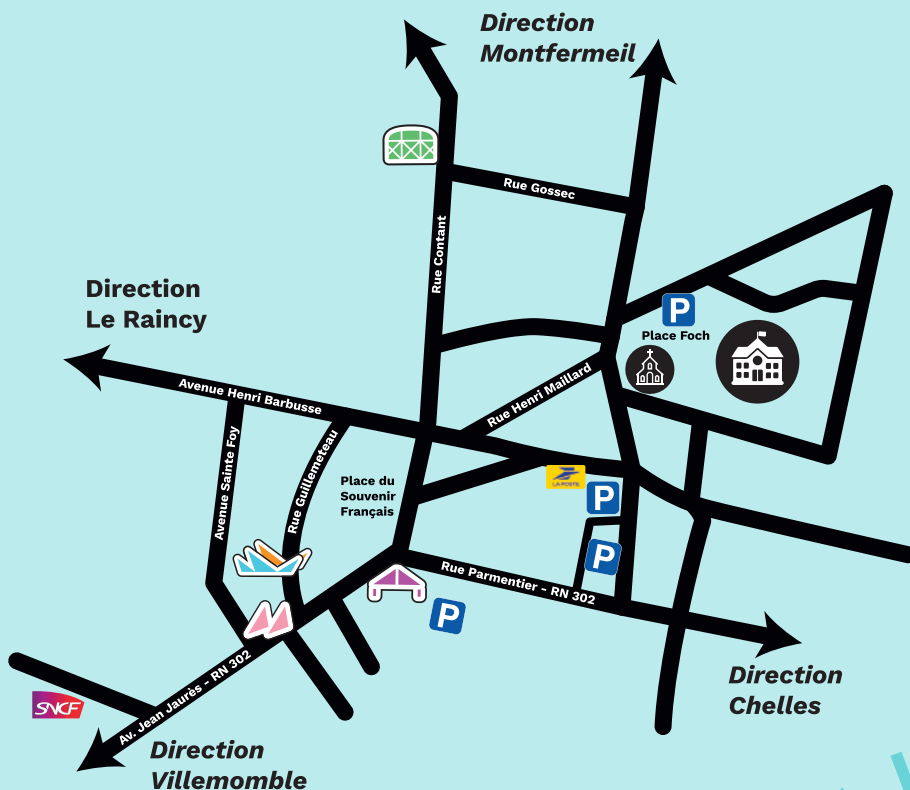 Direction
Montfermeil
Rue Gossec
Rue Contant
Direction
Le Raincy
P
Place Foch
Avenue Henri Barbusse
Rue Henri Maillard
Avenue Sainte Foy
Rue Guillemeteau
Place du
Souvenir
Français
LA POSTE
P
P
Rue Parmentier - RN 302
P
Av. Jean Jaurès - RN 302
SNCF
Direction
Chelles
Direction
Villemomble